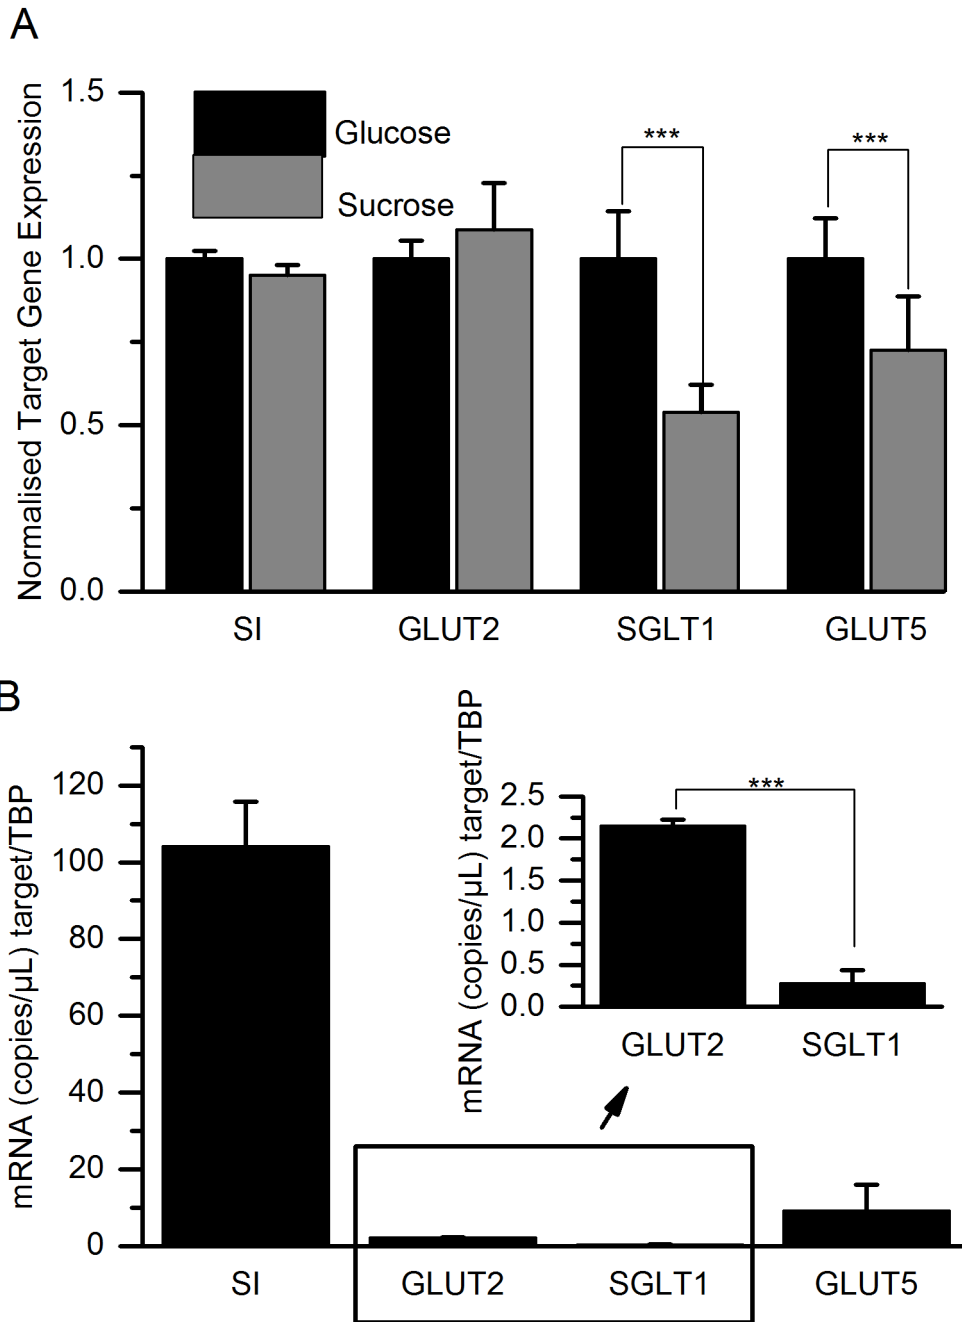 A
Normalised Target Gene Expression
1.5
1.0
0.5
0.0
Glucose
Sucrose
***
***
SI
GLUT2
SGLT1
GLUT5
B
mRNA (copies/µL) target/TBP
120
100
80
60
40
20
0
mRNA (copies/µL) target/TBP
2.5
2.0
1.5
1.0
0.5
0.0
***
GLUT2
SGLT1
SI
GLUT2
SGLT1
GLUT5